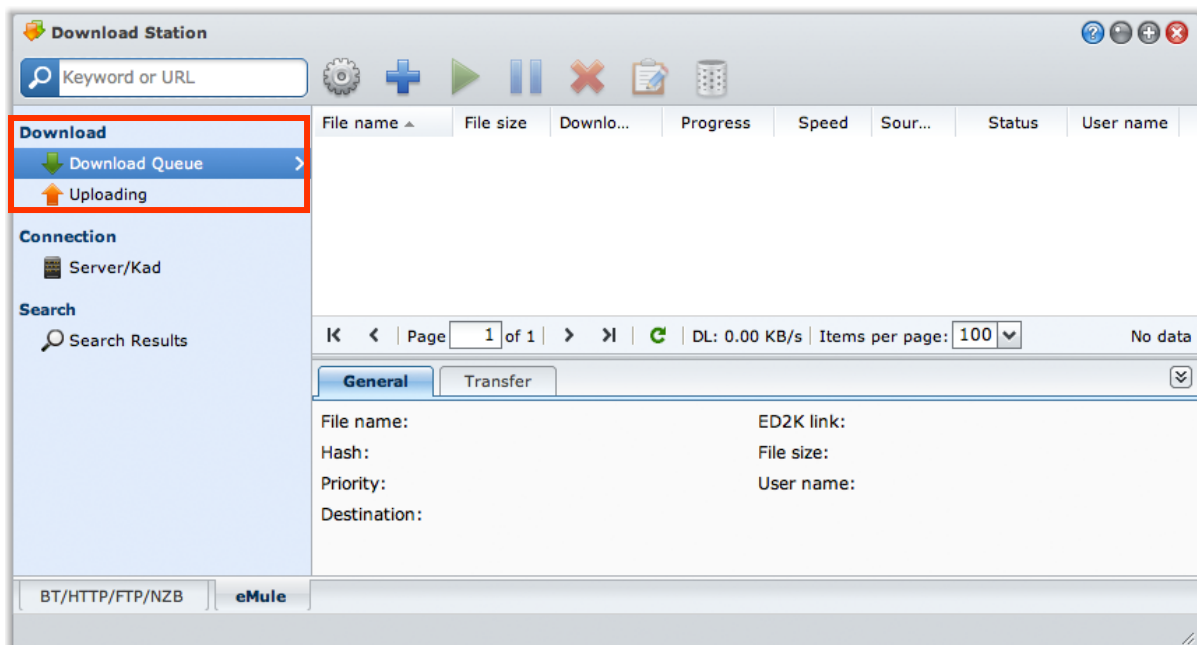 Download Station
Keyword or URL
File name File size Downlo... Progress Speed Sour... Status User name
Download
Download Queue
Uploading
Connection
Server/Kad
Search
Search Results
Page 1 of 1 DL: 0.00 KB/s Items per page: 100 No data
General Transfer
File name: ED2K link:
Hash: File size:
Priority: User name:
Destination:
BT/HTTP/FTP/NZB eMule